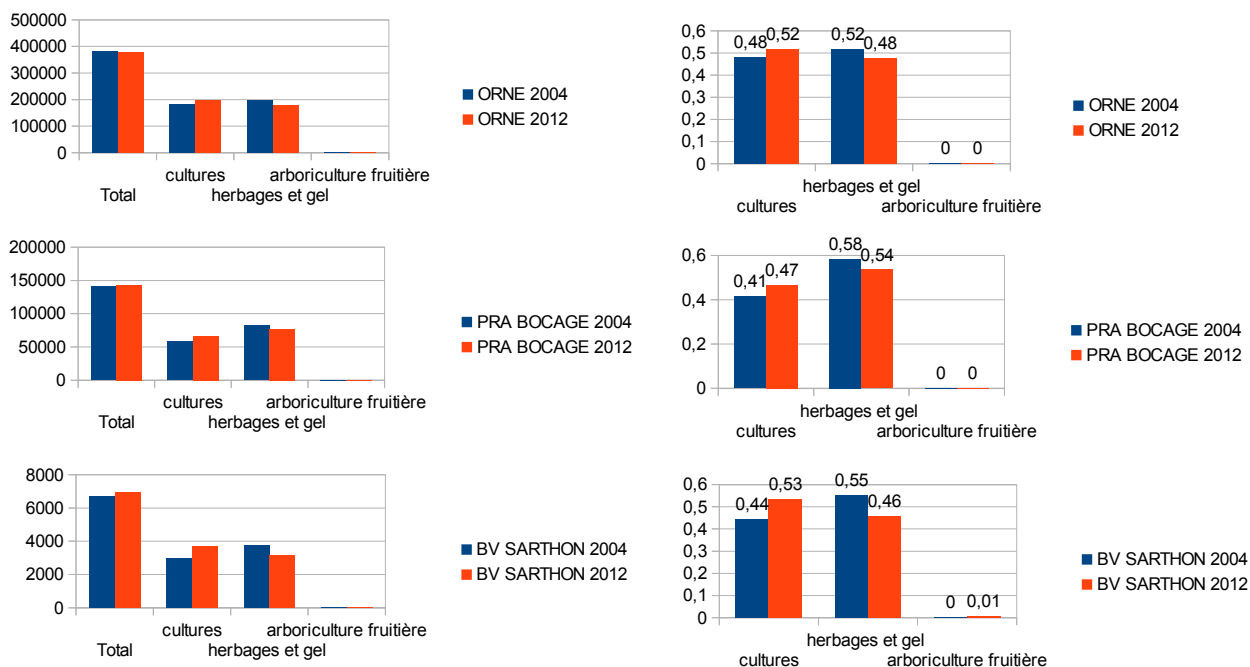 500000
400000
300000
200000
100000
0
cultures
arboriculture fruitière
Total
herbages et gel
ORNE 2004
ORNE 2012
0,6
0,5
0,4
0,3
0,2
0,1
0
0,48
0,52
0,52
0,48
0
0
herbages et gel
cultures
arboriculture fruitière
ORNE 2004
ORNE 2012
200000
150000
100000
50000
0
cultures
arboriculture fruitière
Total
herbages et gel
PRA BOCAGE 2004
PRA BOCAGE 2012
0,6
0,4
0,2
0
0,41
0,47
0,58
0,54
0
0
herbages et gel
cultures
arboriculture fruitière
PRA BOCAGE 2004
PRA BOCAGE 2012
8000
6000
4000
2000
0
cultures
arboriculture fruitière
Total
herbages et gel
BV SARTHON 2004
BV SARTHON 2012
0,6
0,5
0,4
0,3
0,2
0,1
0
0,44
0,53
0,55
0,46
0
0,01
herbages et gel
cultures
arboriculture fruitière
BV SARTHON 2004
BV SARTHON 2012